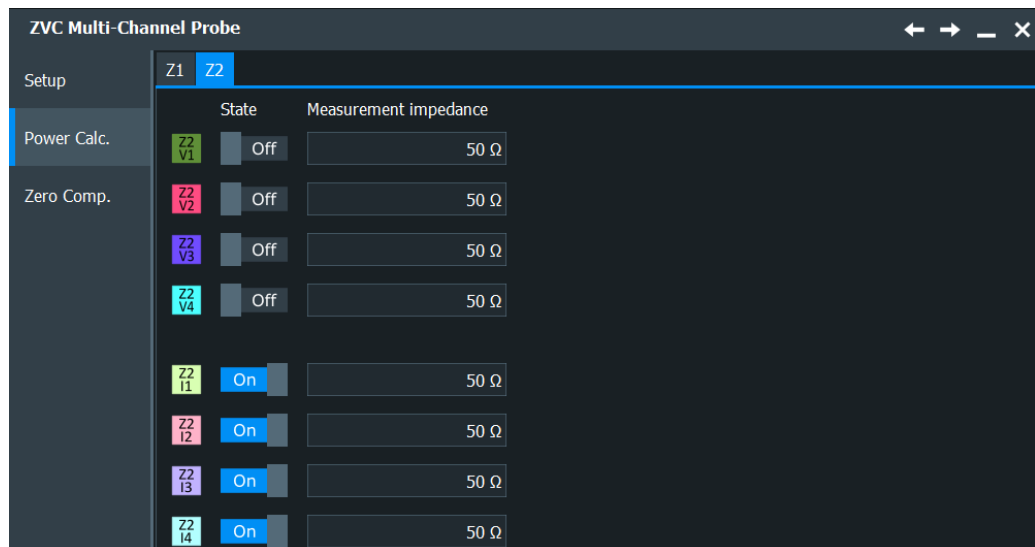 ZVC Multi-Channel Probe
Setup
Power Calc.
Zero Comp.
Z1 Z2
State Measurement impedance
Z2
V1
Off 50 Ω
Z2
V2
Off 50 Ω
Z2
V3
Off 50 Ω
Z2
V4
Off 50 Ω
Z2
I1
On 50 Ω
Z2
I2
On 50 Ω
Z2
I3
On 50 Ω
Z2
I4
On 50 Ω